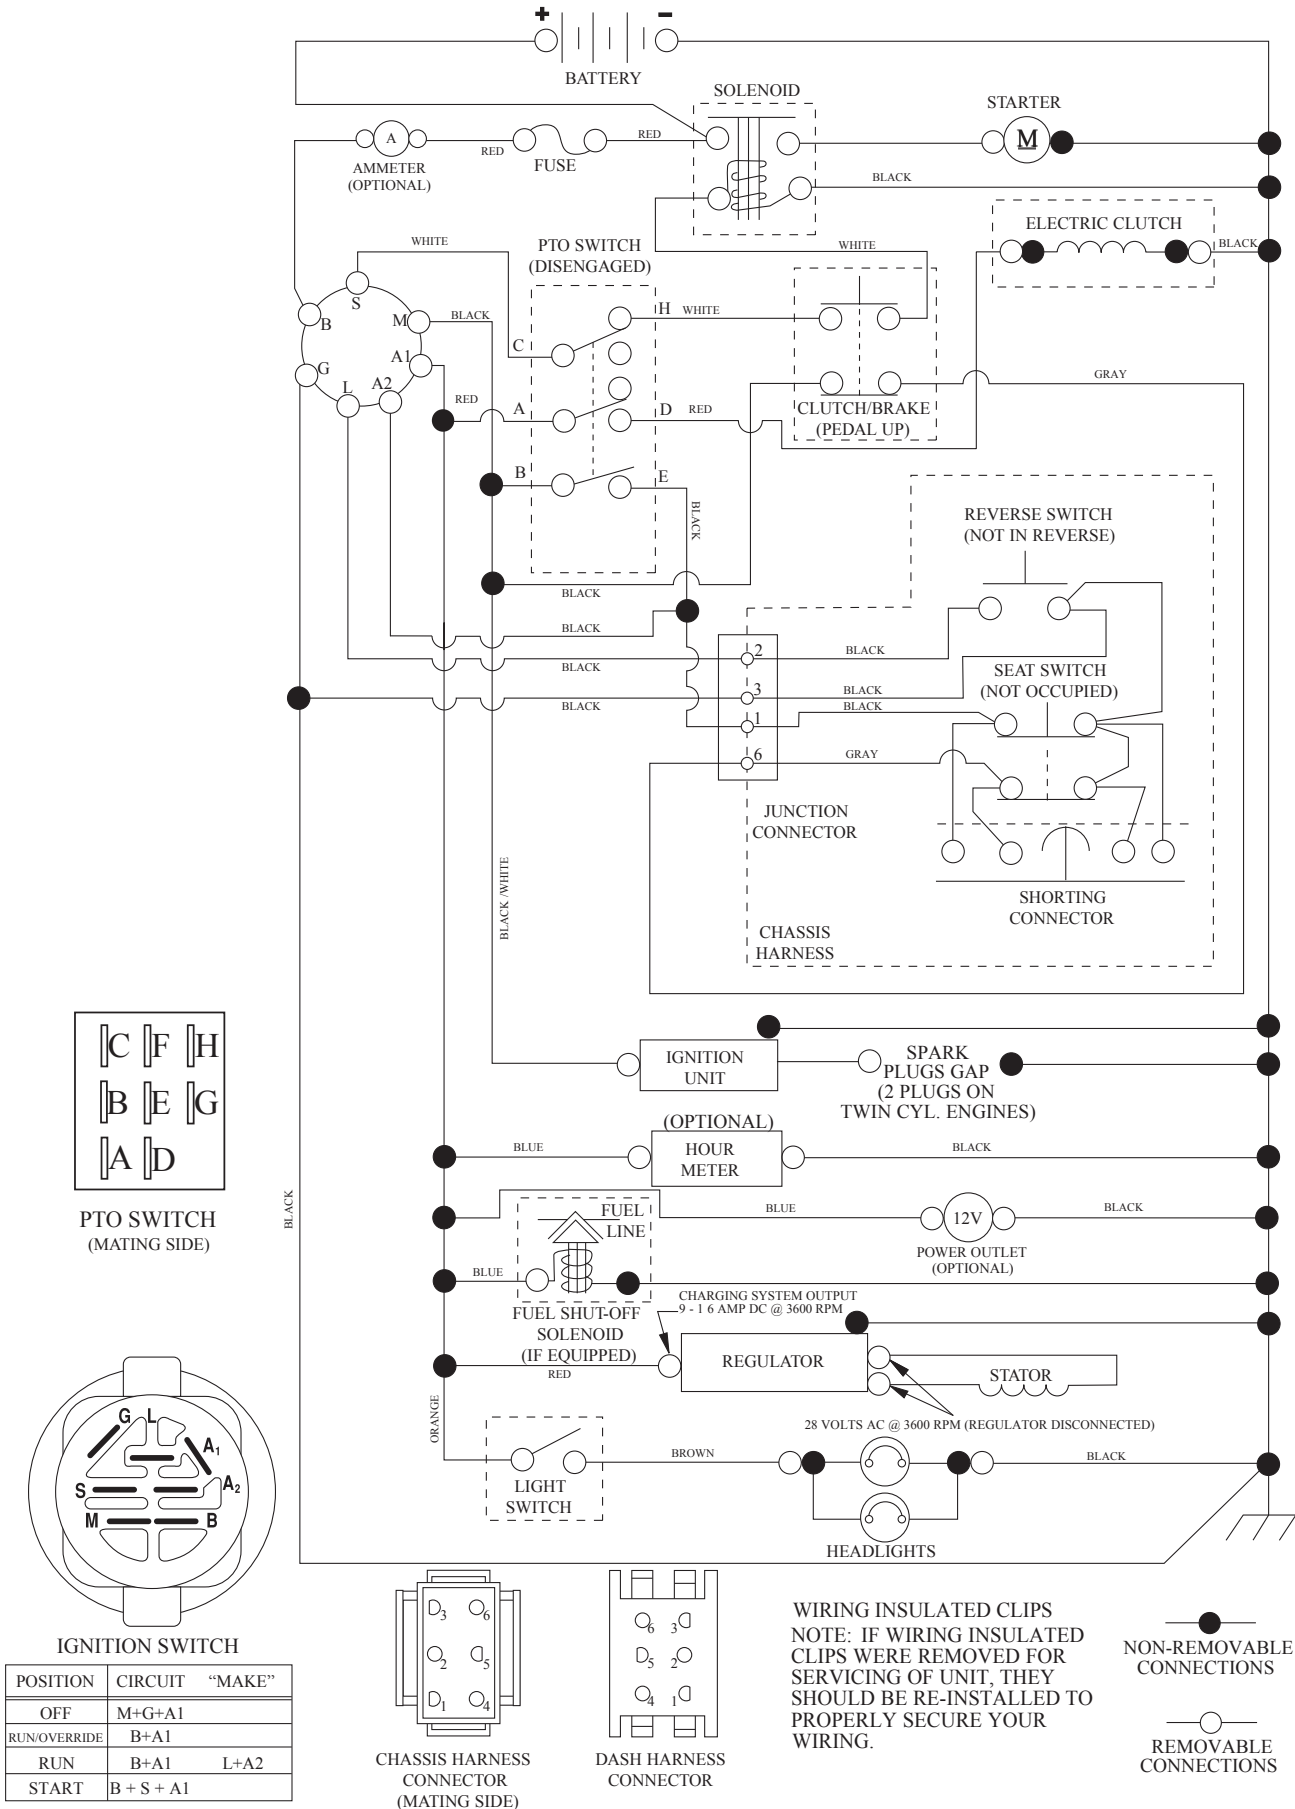 + −
BATTERY
SOLENOID
STARTER
M
A
AMMETER
(OPTIONAL)
RED
FUSE
RED
BLACK
ELECTRIC CLUTCH
BLACK
WHITE
PTO SWITCH
(DISENGAGED)
WHITE
S
B
M
BLACK
G
A1
L
A2
H
WHITE
C
RED
A
D
RED
B
E
BLACK
CLUTCH/BRAKE
(PEDAL UP)
GRAY
REVERSE SWITCH
(NOT IN REVERSE)
BLACK
BLACK
BLACK
BLACK
2
BLACK
3
BLACK
1
BLACK
6
GRAY
SEAT SWITCH
(NOT OCCUPIED)
JUNCTION
CONNECTOR
SHORTING
CONNECTOR
CHASSIS
HARNESS
BLACK /WHITE
C F H
B E G
A D
PTO SWITCH
(MATING SIDE)
BLACK
IGNITION
UNIT
SPARK
PLUGS GAP
(2 PLUGS ON
TWIN CYL. ENGINES)
(OPTIONAL)
HOUR
METER
BLUE
BLACK
FUEL
LINE
BLUE
12V
BLACK
POWER OUTLET
(OPTIONAL)
BLUE
FUEL SHUT-OFF
SOLENOID
(IF EQUIPPED)
CHARGING SYSTEM OUTPUT
9 - 1 6 AMP DC @ 3600 RPM
RED
REGULATOR
STATOR
28 VOLTS AC @ 3600 RPM (REGULATOR DISCONNECTED)
ORANGE
LIGHT
SWITCH
BROWN
BLACK
HEADLIGHTS
G L
A1
A2
S
M B
IGNITION SWITCH
POSITION CIRCUIT “MAKE”
OFF M+G+A1
RUN/OVERRIDE B+A1
RUN B+A1 L+A2
START B + S + A1
3 6
2 5
1 4
CHASSIS HARNESS
CONNECTOR
(MATING SIDE)
6 3
5 2
4 1
DASH HARNESS
CONNECTOR
WIRING INSULATED CLIPS
NOTE: IF WIRING INSULATED
CLIPS WERE REMOVED FOR
SERVICING OF UNIT, THEY
SHOULD BE RE-INSTALLED TO
PROPERLY SECURE YOUR
WIRING.
NON-REMOVABLE
CONNECTIONS
REMOVABLE
CONNECTIONS